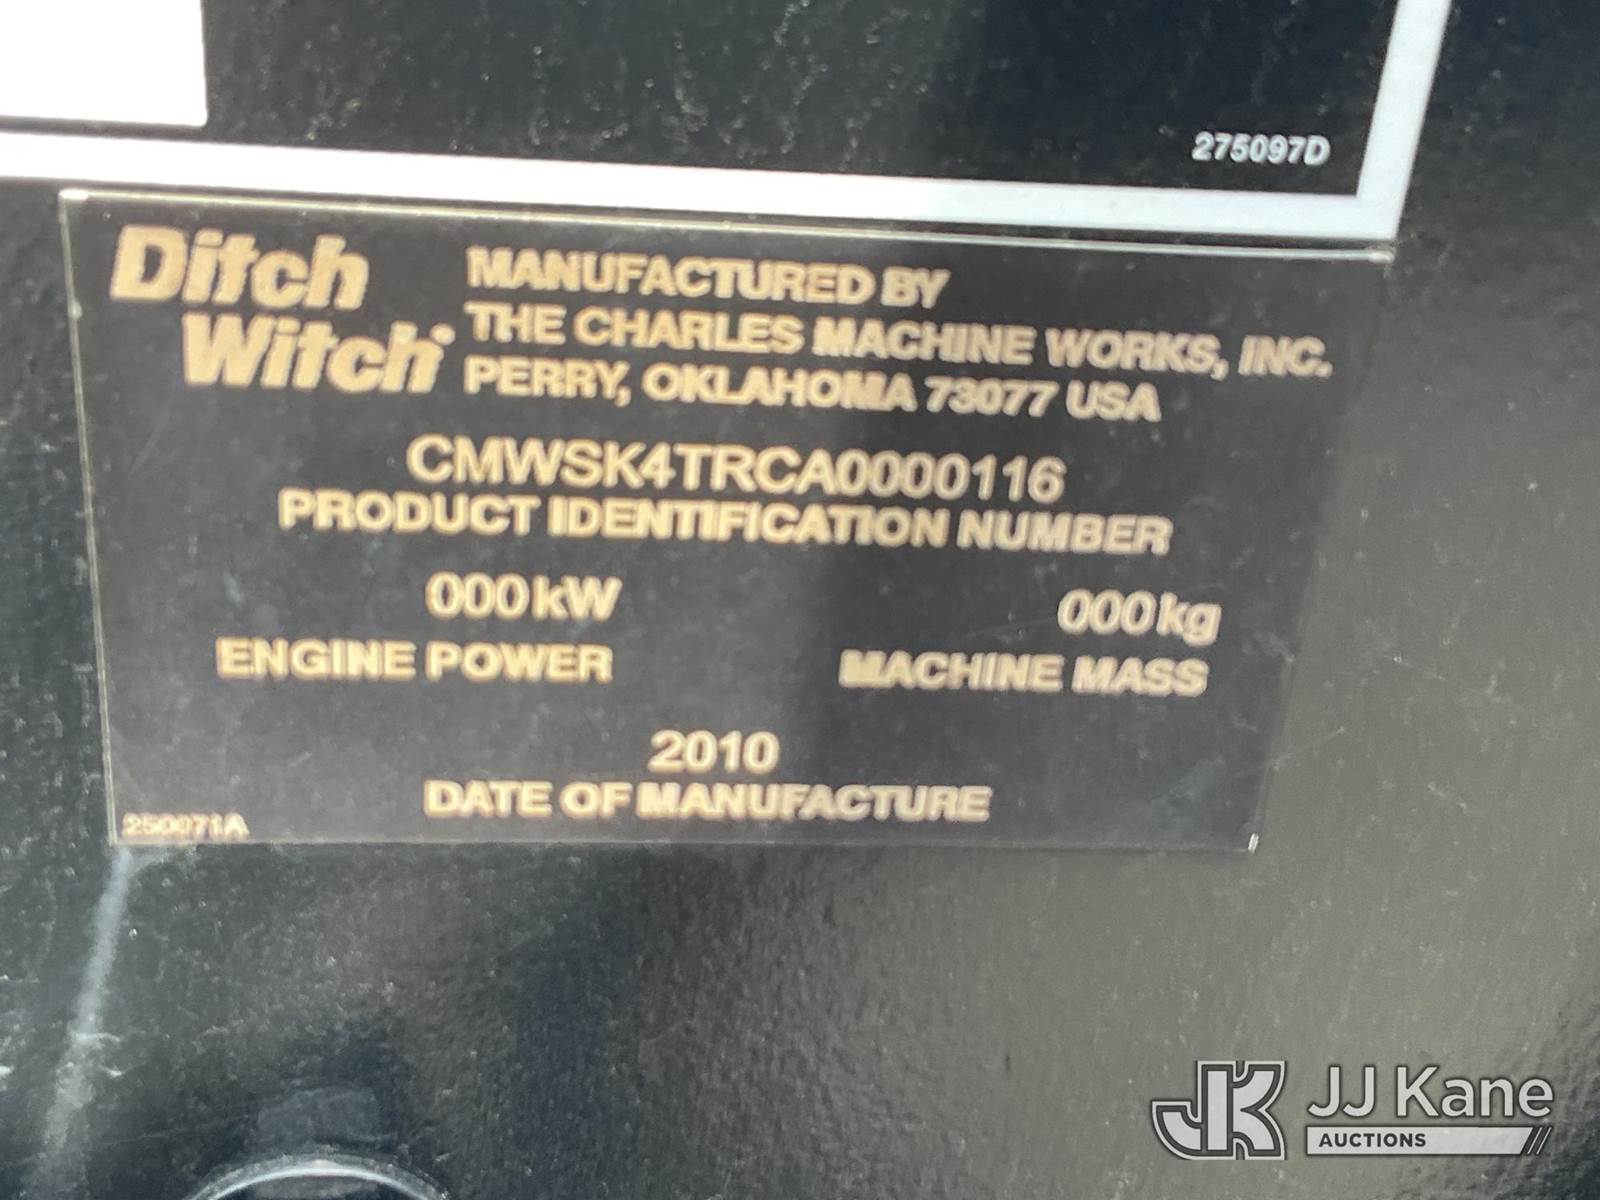 275097D
Ditch Witch
MANUFACTURED BY
THE CHARLES MACHINE WORKS, INC.
PERRY, OKLAHOMA 73077 USA
CMWSK4TRCA0000116
PRODUCT IDENTIFICATION NUMBER
000kW
ENGINE POWER
000kg
MACHINE MASS
2010
DATE OF MANUFACTURE
250071A
JJ Kane
AUCTIONS